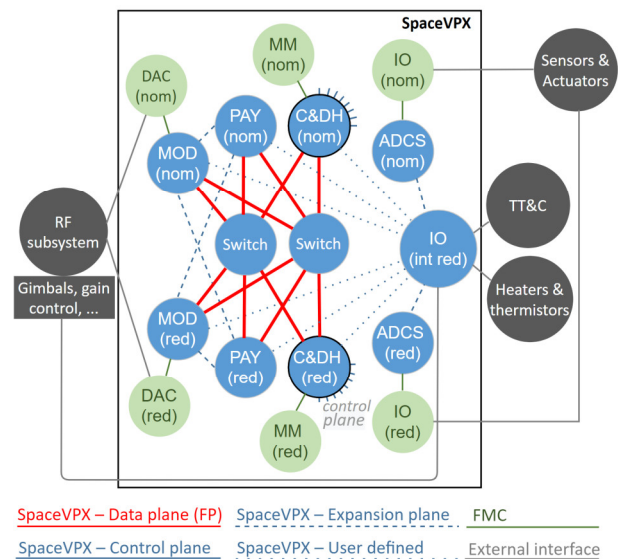 SpaceVPX
MM
(nom)
IO
(nom)
Sensors &
Actuators
DAC
(nom)
PAY
(nom)
C&DH
(nom)
ADCS
(nom)
MOD
(nom)
TT&C
RF
subsystem
Switch
Switch
IO
(int red)
Gimbals, gain
control, ...
Heaters &
thermistors
MOD
(red)
ADCS
(red)
PAY
(red)
C&DH
(red)
DAC
(red)
control
plane
MM
(red)
IO
(red)
SpaceVPX – Data plane (FP)
SpaceVPX – Expansion plane
FMC
SpaceVPX – Control plane
SpaceVPX – User defined
External interface